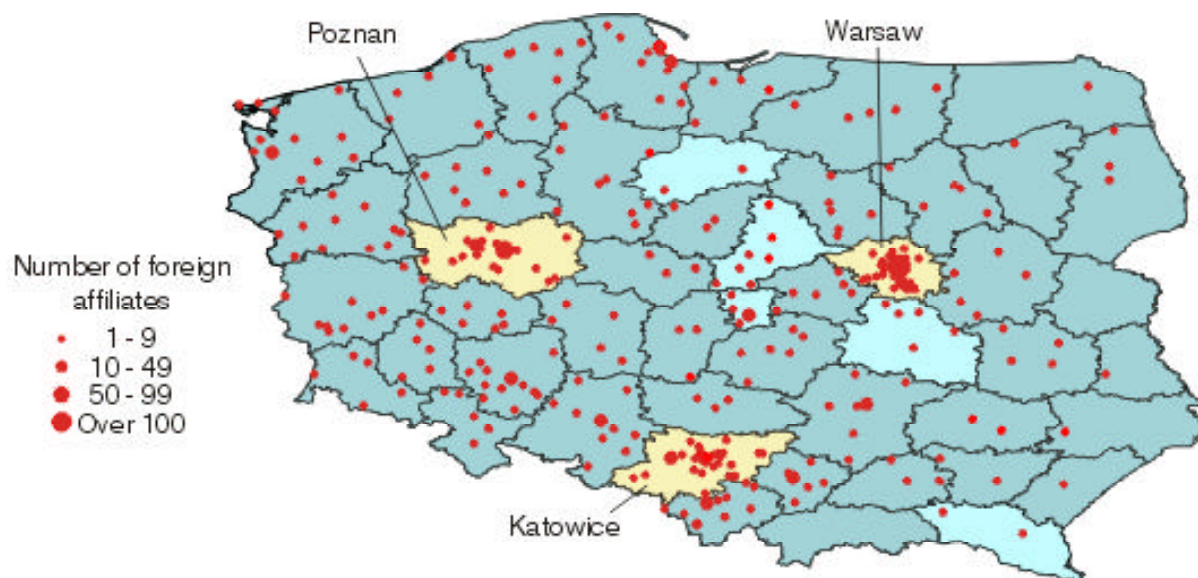 Poznan
Warsaw
Number of foreign
affiliates
1 - 9
10 - 49
50 - 99
Over 100
Katowice